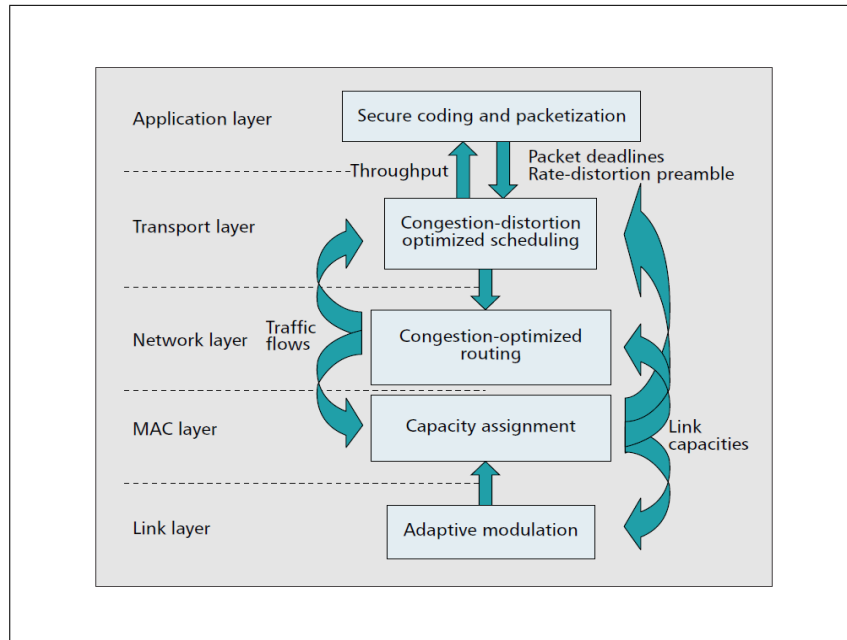 Application layer
Secure coding and packetization
Throughput
Packet deadlines
Rate-distortion preamble
Transport layer
Congestion-distortion
optimized scheduling
Network layer
Traffic
flows
Congestion-optimized
routing
MAC layer
Capacity assignment
Link
capacities
Link layer
Adaptive modulation